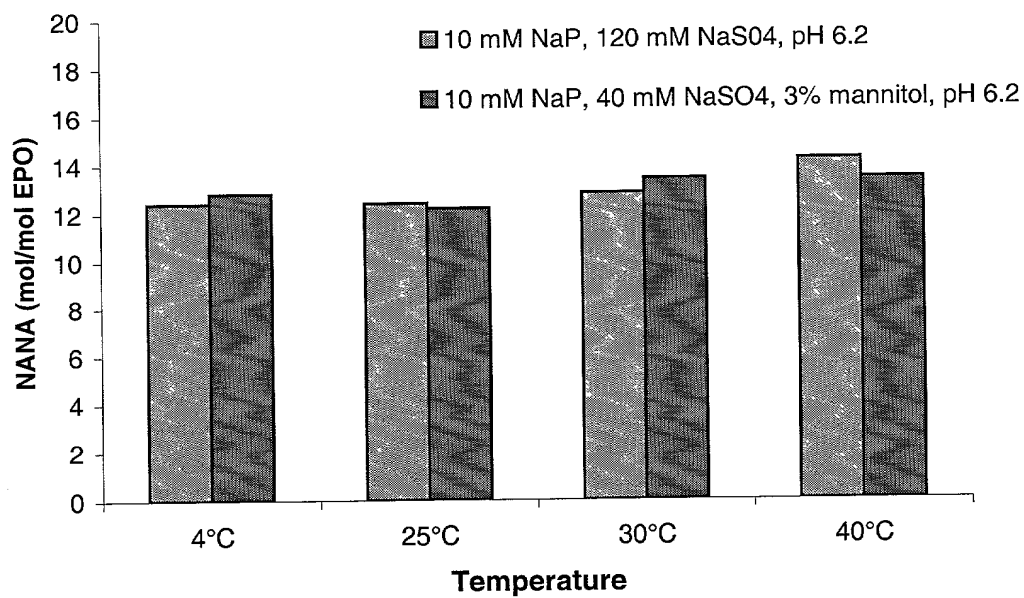 20
18
16
14
12
10
8
6
4
2
0
NANA (mol/mol EPO)
10 mM NaP, 120 mM NaS04, pH 6.2
10 mM NaP, 40 mM NaSO4, 3% mannitol, pH 6.2
4°C
25°C
30°C
40°C
Temperature